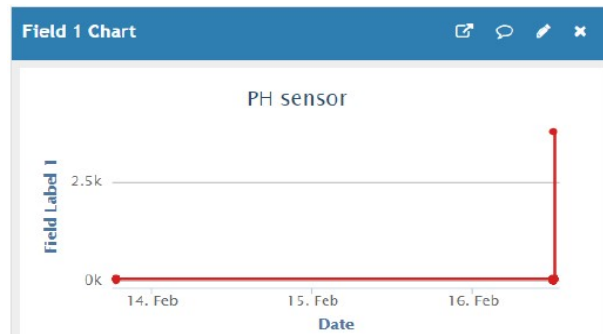 Field 1 Chart
PH sensor
Field Label 1
2.5k
0k
14. Feb
15. Feb
16. Feb
Date